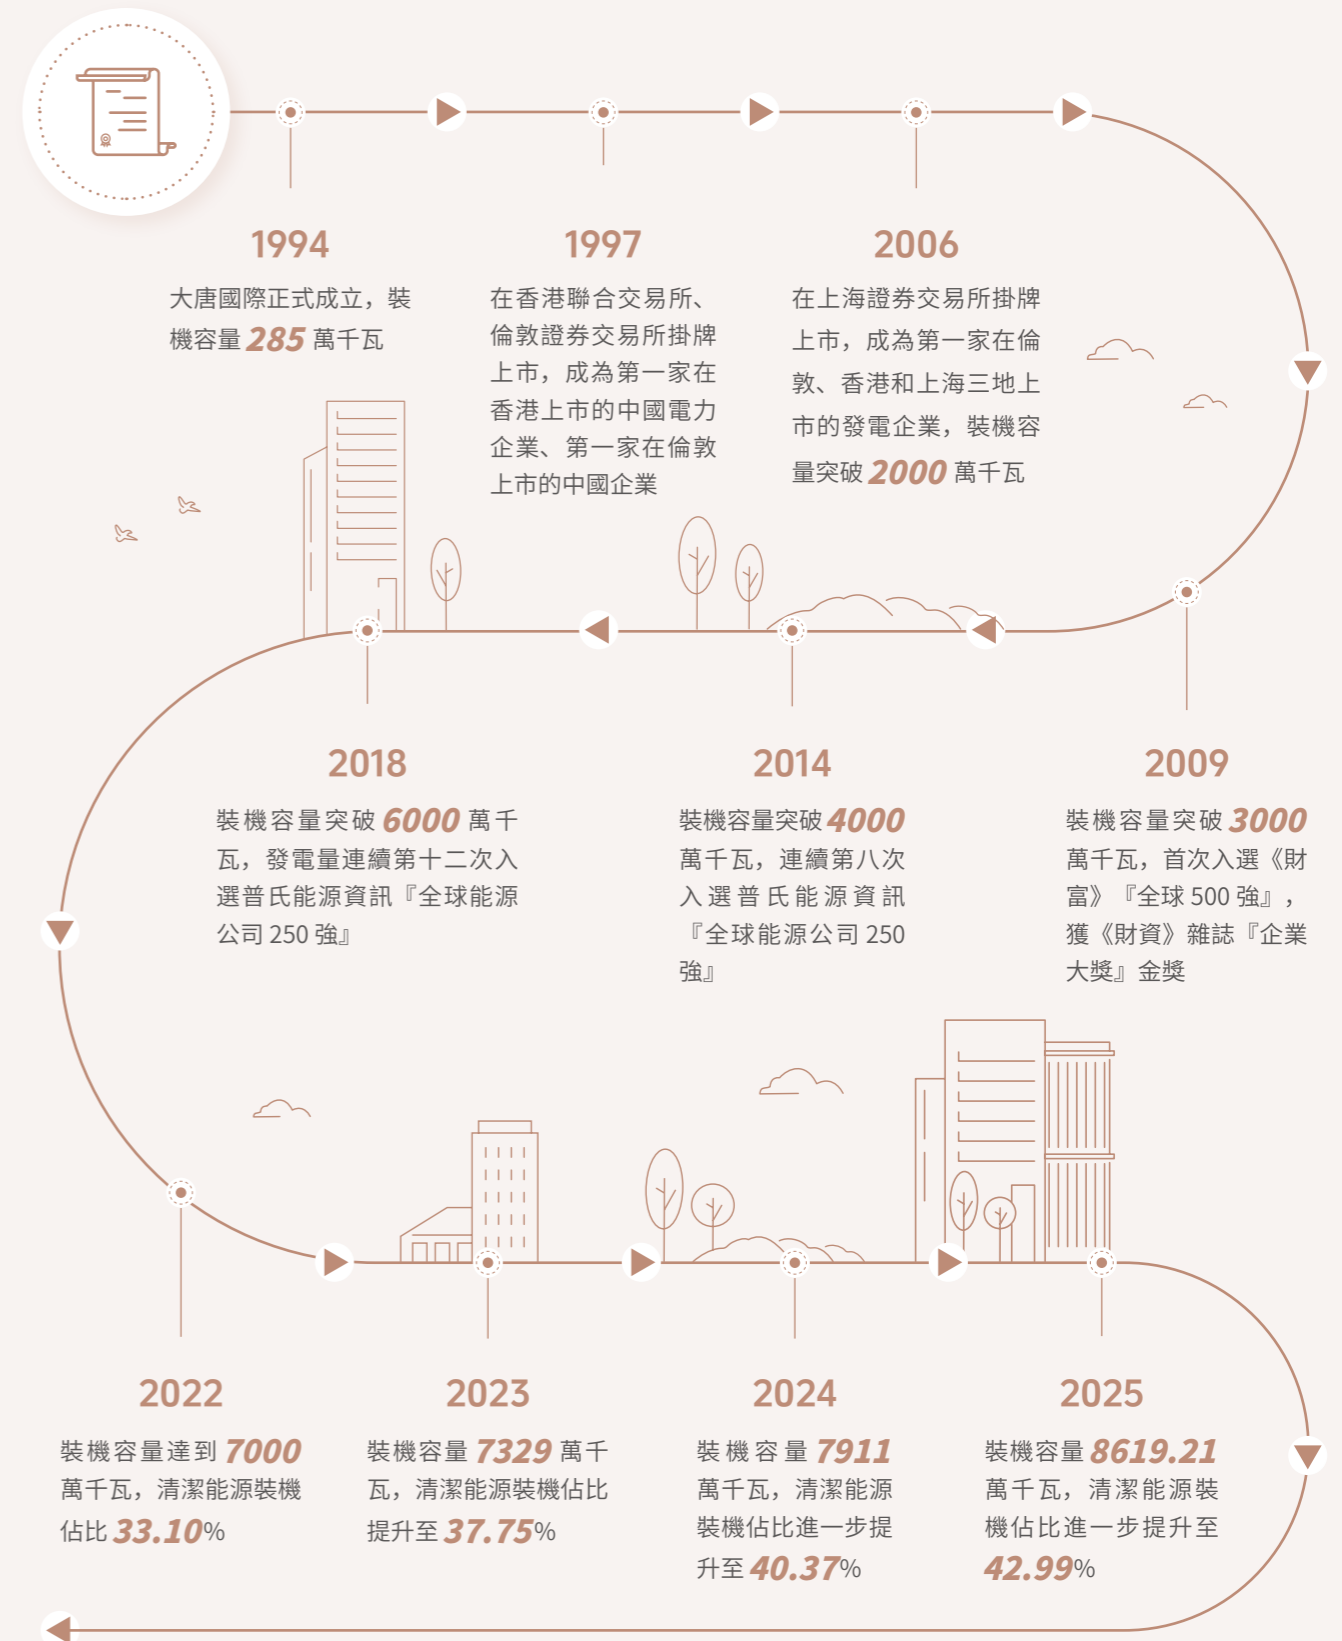 1994
大唐國際正式成立，裝
機容量 285 萬千瓦
1997
在香港聯合交易所、
倫敦證券交易所掛牌
上市，成為第一家在
香港上市的中國電力
企業、第一家在倫敦
上市的中國企業
2006
在上海證券交易所掛牌
上市，成為第一家在倫
敦、香港和上海三地上
市的發電企業，裝機容
量突破 2000 萬千瓦
2009
裝機容量突破 3000
萬千瓦，首次入選《財
富》『全球 500 強』，
獲《財資》雜誌『企業
大獎』金獎
2014
裝機容量突破 4000
萬千瓦，連續第八次
入選普氏能源資訊
『全球能源公司 250
強』
2018
裝機容量突破 6000 萬千
瓦，發電量連續第十二次入
選普氏能源資訊『全球能源
公司 250 強』
2022
裝機容量達到 7000
萬千瓦，清潔能源裝機
佔比 33.10%
2023
裝機容量 7329 萬千
瓦，清潔能源裝機佔比
提升至 37.75%
2024
裝機容量 7911
萬千瓦，清潔能源
裝機佔比進一步提
升至 40.37%
2025
裝機容量 8619.21
萬千瓦，清潔能源裝
機佔比進一步提升至
42.99%